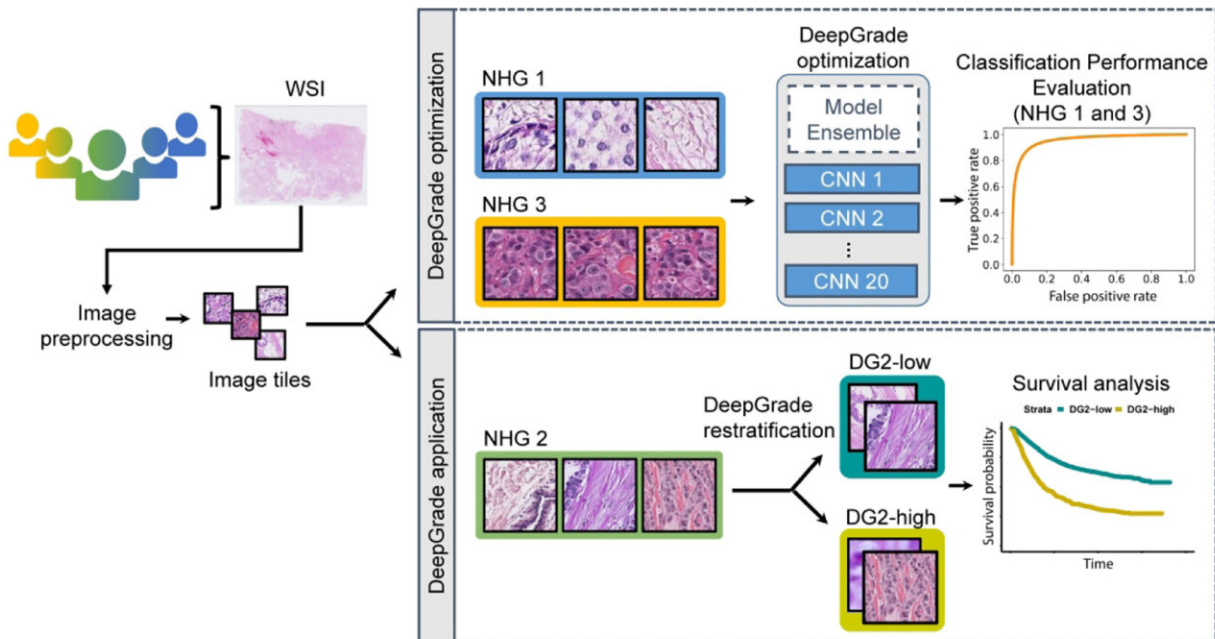 WSI
Image
preprocessing
Image tiles
DeepGrade optimization
NHG 1
NHG 3
DeepGrade
optimization
Model
Ensemble
CNN 1
CNN 2
⋮
CNN 20
Classification Performance
Evaluation
(NHG 1 and 3)
True positive rate
1.0
0.8
0.6
0.4
0.2
0.0
0.0 0.2 0.4 0.6 0.8 1.0
False positive rate
DeepGrade application
NHG 2
DeepGrade
restratification
DG2-low
DG2-high
Survival analysis
Strata DG2-low DG2-high
Survival probability
Time